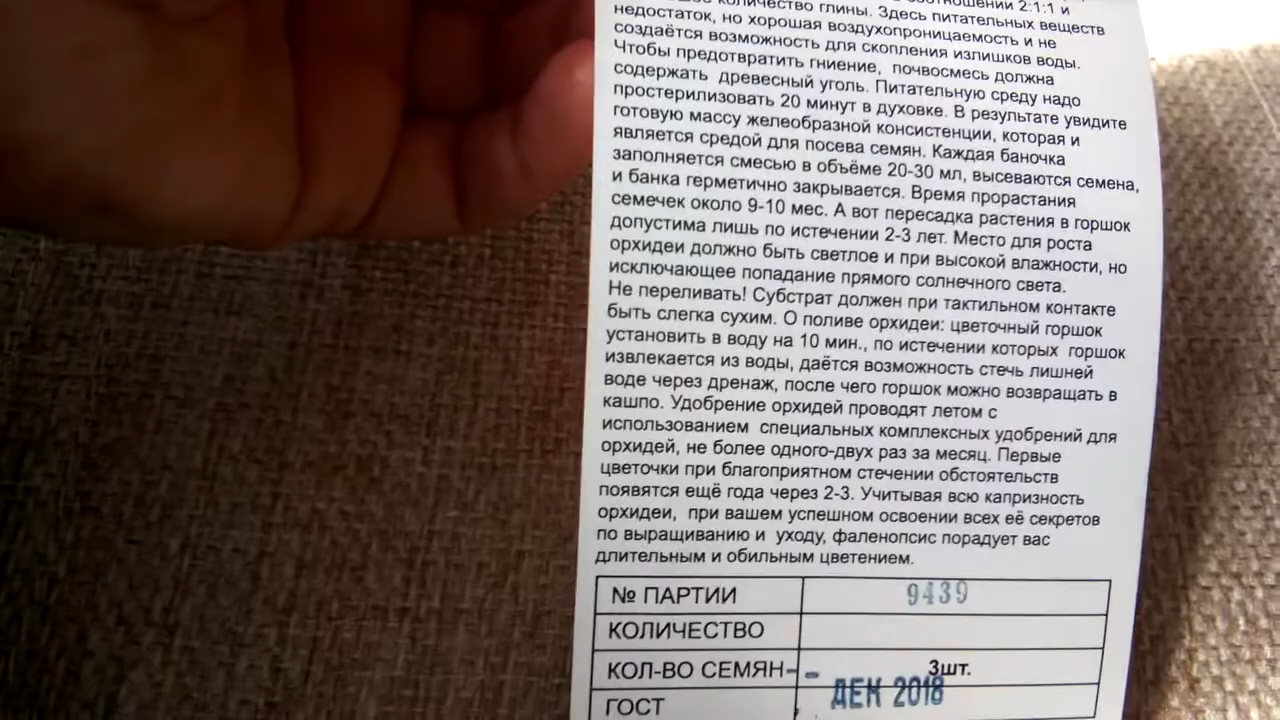 2:1:1 и
количество глины. Здесь питательных веществ
недостаток, но хорошая воздухопроницаемость и не
создаётся возможность для скопления излишков воды.
Чтобы предотвратить гниение, почвосмесь должна
содержать древесный уголь. Питательную среду надо
простерилизовать 20 минут в духовке. В результате увидите
готовую массу желеобразной консистенции, которая и
является средой для посева семян. Каждая баночка
заполняется смесью в объёме 20-30 мл, высеваются семена,
и банка герметично закрывается. Время прорастания
семечек около 9-10 мес. А вот пересадка растения в горшок
допустима лишь по истечении 2-3 лет. Место для роста
орхидеи должно быть светлое и при высокой влажности, но
исключающее попадание прямого солнечного света.
Не переливать! Субстрат должен при тактильном контакте
быть слегка сухим. О поливе орхидеи: цветочный горшок
установить в воду на 10 мин., по истечении которых горшок
извлекается из воды, даётся возможность стечь лишней
воде через дренаж, после чего горшок можно возвращать в
кашпо. Удобрение орхидей проводят летом с
использованием специальных комплексных удобрений для
орхидей, не более одного-двух раз за месяц. Первые
цветочки при благоприятном стечении обстоятельств
появятся ещё года через 2-3. Учитывая всю капризность
орхидеи, при вашем успешном освоении всех её секретов
по выращиванию и уходу, фаленопсис порадует вас
длительным и обильным цветением.
№ ПАРТИИ 9439
КОЛИЧЕСТВО
КОЛ-ВО СЕМЯН 3шт.
ДЕК 2018
ГОСТ